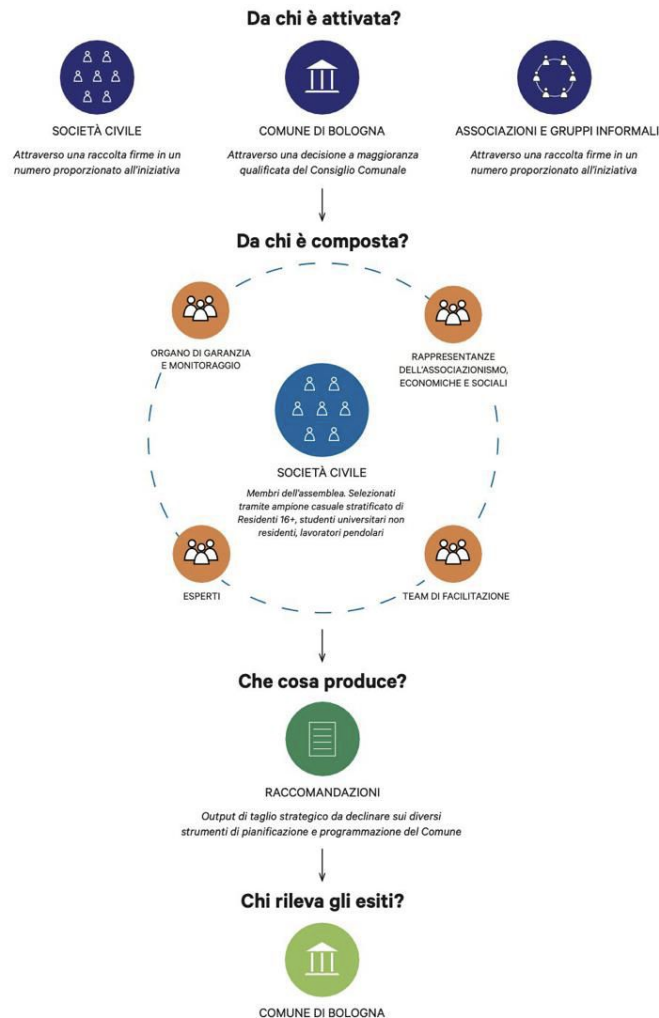 Da chi è attivata?
SOCIETÀ CIVILE
Attraverso una raccolta firme in un
numero proporzionato all'iniziativa
COMUNE DI BOLOGNA
Attraverso una decisione a maggioranza
qualificata del Consiglio Comunale
ASSOCIAZIONI E GRUPPI INFORMALI
Attraverso una raccolta firme in un
numero proporzionato all'iniziativa
Da chi è composta?
ORGANO DI GARANZIA
E MONITORAGGIO
RAPPRESENTANZE
DELL'ASSOCIAZIONISMO,
ECONOMICHE E SOCIALI
SOCIETÀ CIVILE
Membri dell'assemblea. Selezionati
tramite ampione casuale stratificato di
Residenti 16+, studenti universitari non
residenti, lavoratori pendolari
ESPERTI
TEAM DI FACILITAZIONE
Che cosa produce?
RACCOMANDAZIONI
Output di taglio strategico da declinare sui diversi
strumenti di pianificazione e programmazione del Comune
Chi rileva gli esiti?
COMUNE DI BOLOGNA